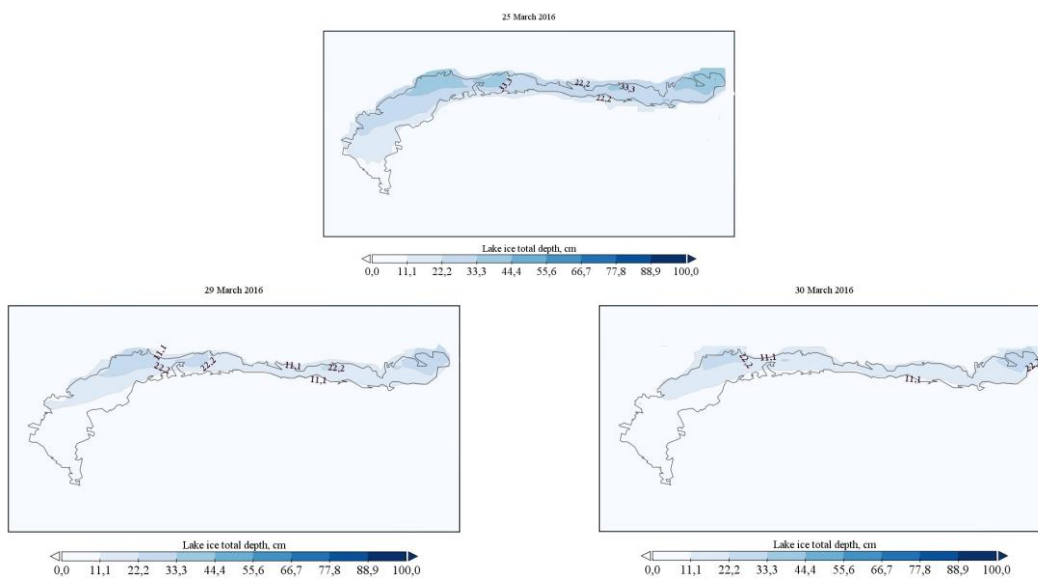 25 March 2016
22,2
33,3
33,3
22,2
Lake ice total depth, cm
0,0 11,1 22,2 33,3 44,4 55,6 66,7 77,8 88,9 100,0
29 March 2016
11,1
22,2
22,2
11,1
22,2
11,1
Lake ice total depth, cm
0,0 11,1 22,2 33,3 44,4 55,6 66,7 77,8 88,9 100,0
30 March 2016
22,2
11,1
22,2
11,1
Lake ice total depth, cm
0,0 11,1 22,2 33,3 44,4 55,6 66,7 77,8 88,9 100,0